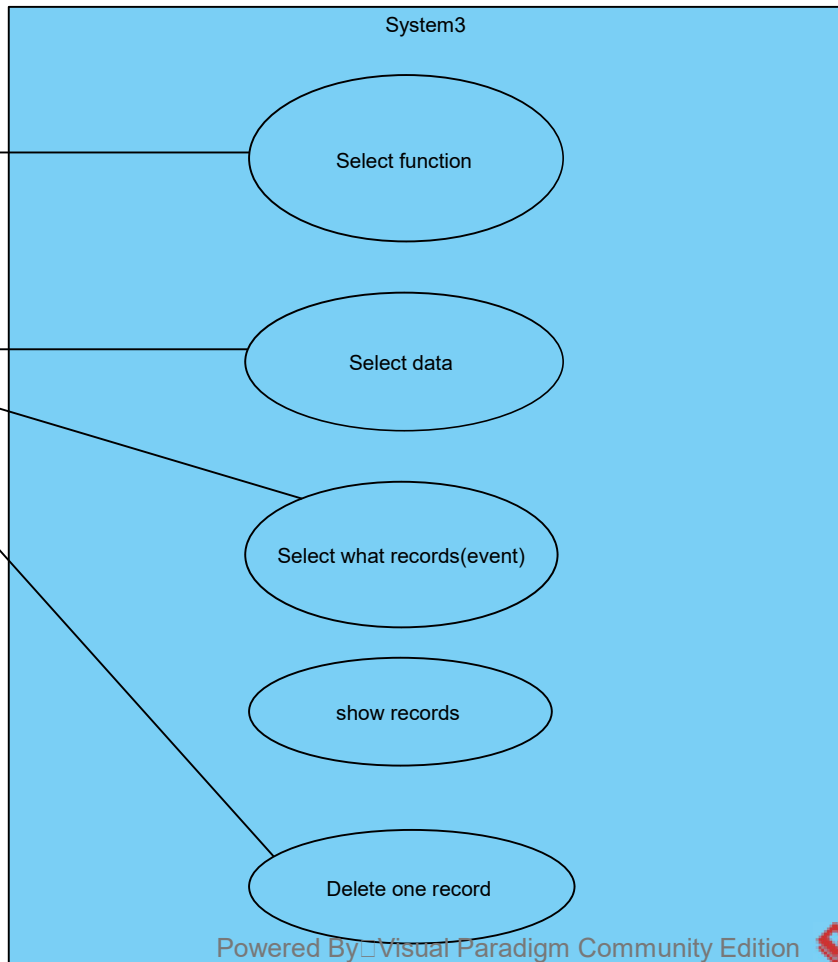 System3
Select function
Select data
Select what records(event)
show records
Delete one record
Powered By□Visual Paradigm Community Edition